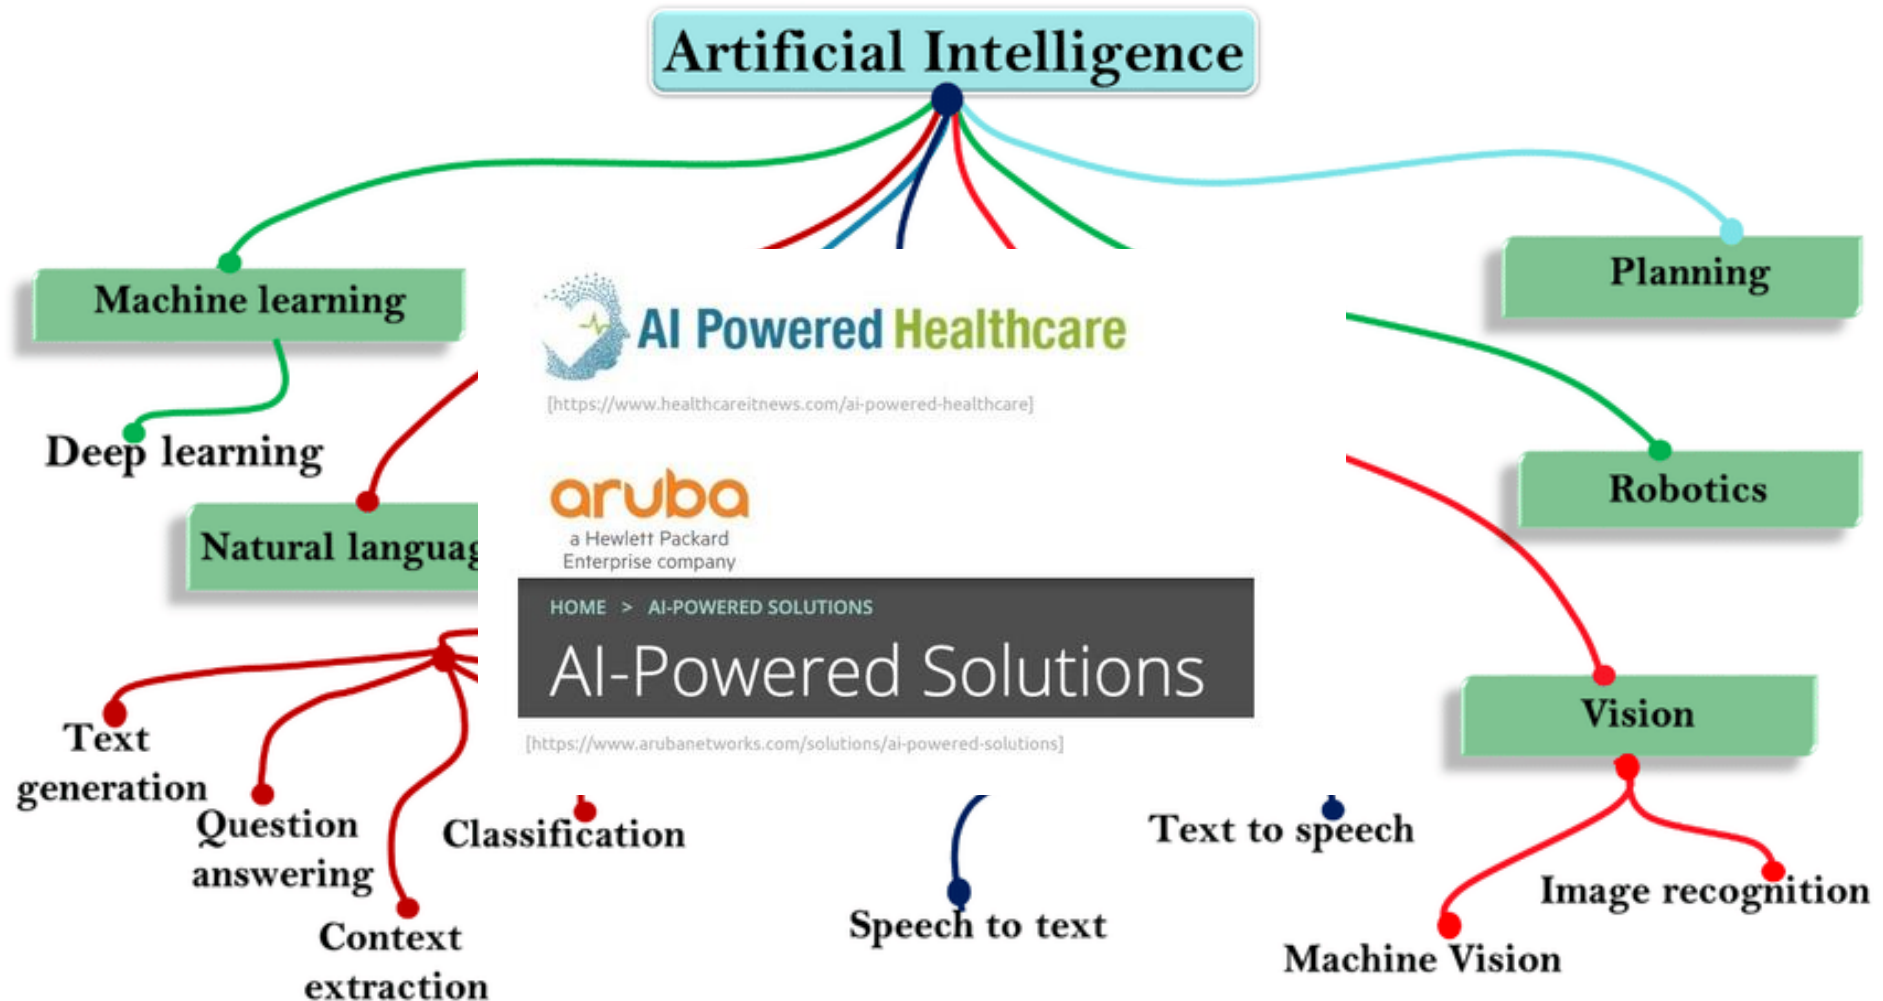 Artificial Intelligence
Machine learning
Planning
AI Powered Healthcare
[https://www.healthcareitnews.com/ai-powered-healthcare]
Deep learning
Robotics
aruba
a Hewlett Packard
Enterprise company
Natural
HOME > AI-POWERED SOLUTIONS
AI-Powered Solutions
Vision
[https://www.arubanetworks.com/solutions/ai-powered-solutions]
Text
generation
Question
answering
Classification
Text to speech
Context
extraction
Speech to text
Image recognition
Machine Vision